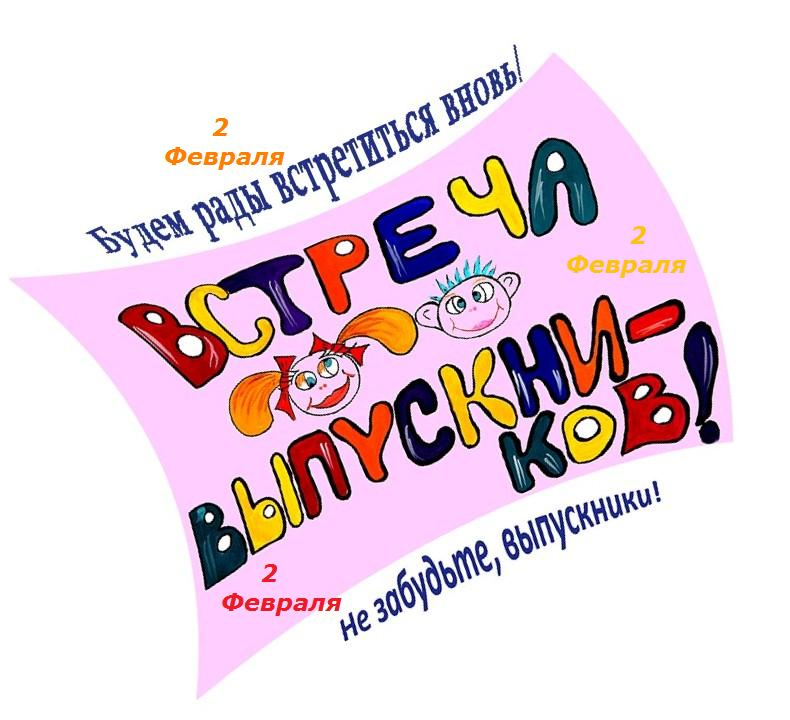 Будем рады встретиться вновь!
2
Февраля
ВСТРЕЧА
2
Февраля
ВЫПУСКНИ-
КОВ!
2
Февраля
не забудьте, выпускники!